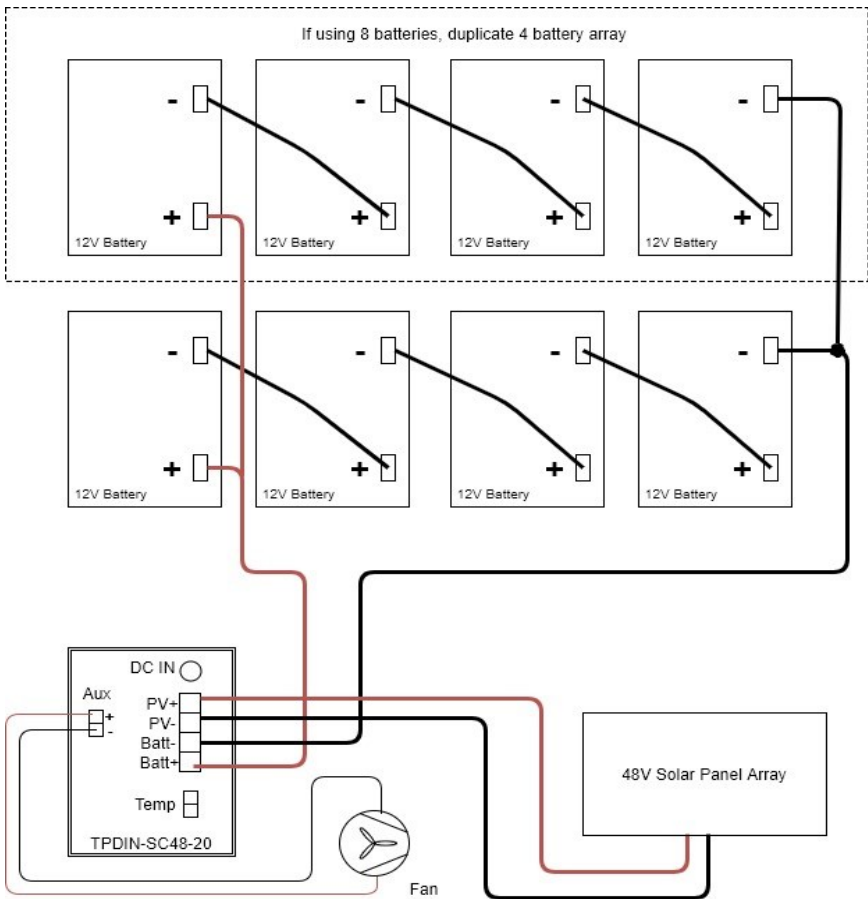 If using 8 batteries, duplicate 4 battery array
- - - -
+ + + +
12V Battery 12V Battery 12V Battery 12V Battery
- - - -
+ + + +
12V Battery 12V Battery 12V Battery 12V Battery
DC IN
Aux
+
-
PV+
PV-
Batt-
Batt+
Temp
TPDIN-SC48-20
48V Solar Panel Array
Fan